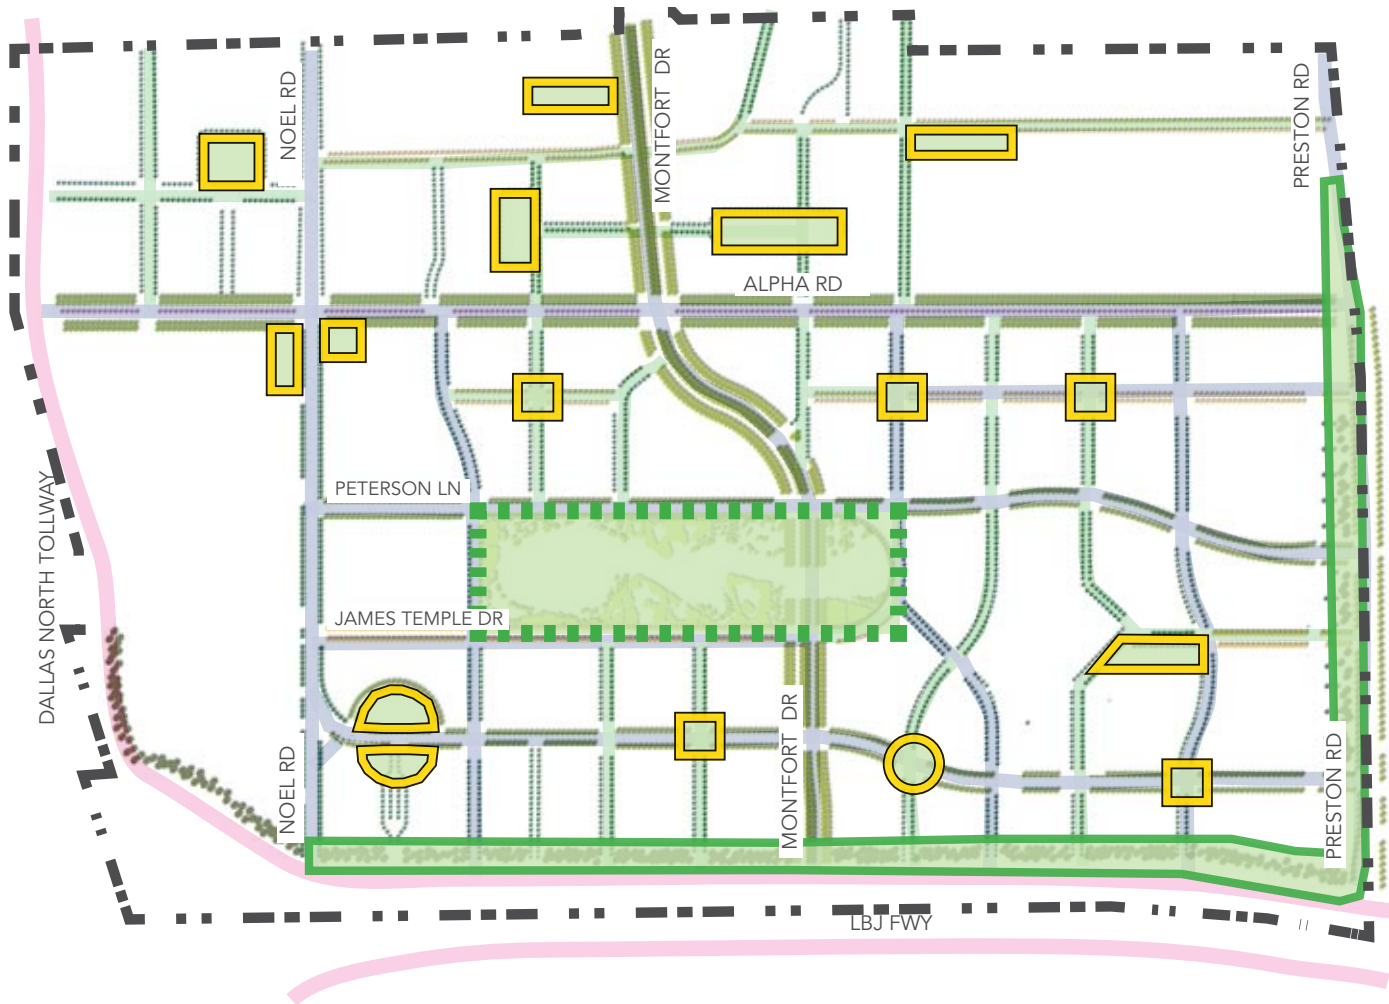 NOEL RD
MONTFORT DR
PRESTON RD
ALPHA RD
PETERSON LN
DALLAS NORTH TOLLWAY
JAMES TEMPLE DR
NOEL RD
MONTFORT DR
PRESTON RD
LBJ FWY